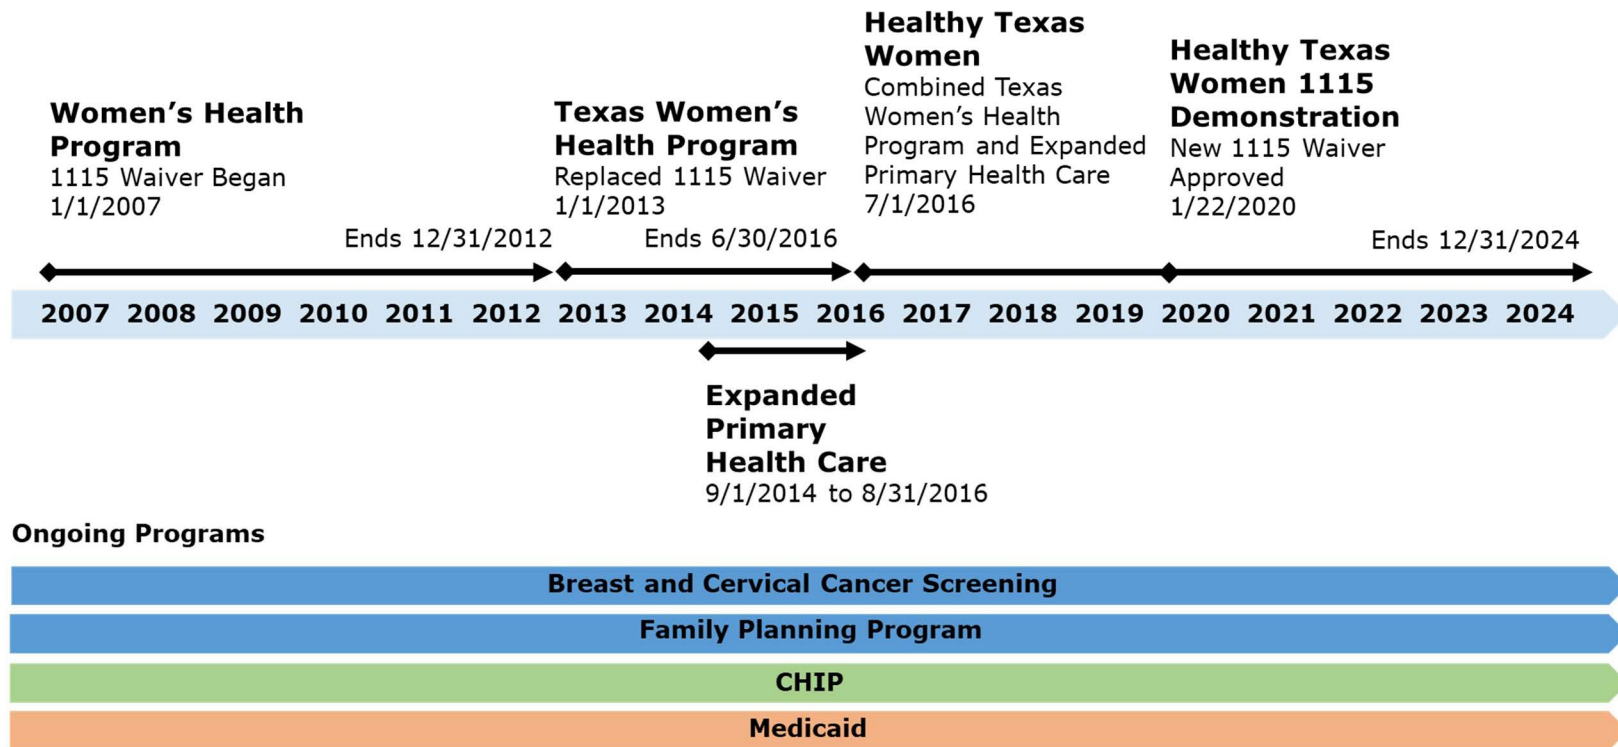 Women’s Health
Program
1115 Waiver Began
1/1/2007
Ends 12/31/2012
Texas Women’s
Health Program
Replaced 1115 Waiver
1/1/2013
Ends 6/30/2016
Healthy Texas
Women
Combined Texas
Women’s Health
Program and Expanded
Primary Health Care
7/1/2016
Healthy Texas
Women 1115
Demonstration
New 1115 Waiver
Approved
1/22/2020
Ends 12/31/2024
2007 2008 2009 2010 2011 2012 2013 2014 2015 2016 2017 2018 2019 2020 2021 2022 2023 2024
Expanded
Primary
Health Care
9/1/2014 to 8/31/2016
Ongoing Programs
Breast and Cervical Cancer Screening
Family Planning Program
CHIP
Medicaid